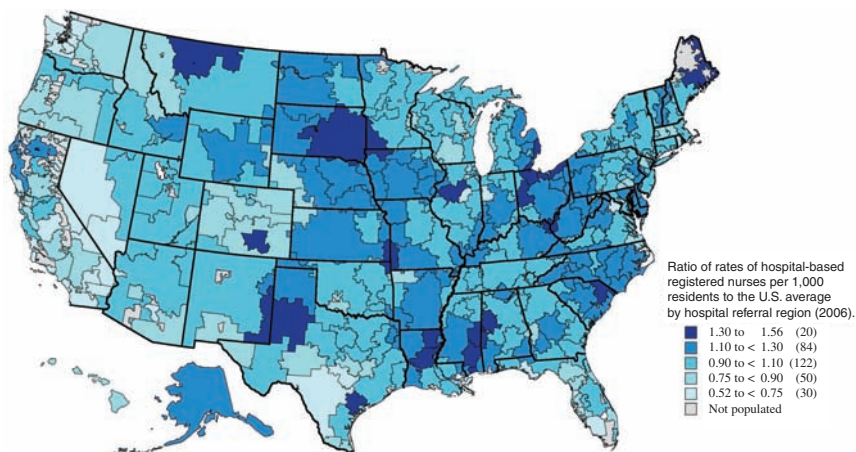 Ratio of rates of hospital-based
registered nurses per 1,000
residents to the U.S. average
by hospital referral region (2006).
1.30 to 1.56 (20)
1.10 to < 1.30 (84)
0.90 to < 1.10 (122)
0.75 to < 0.90 (50)
0.52 to < 0.75 (30)
Not populated